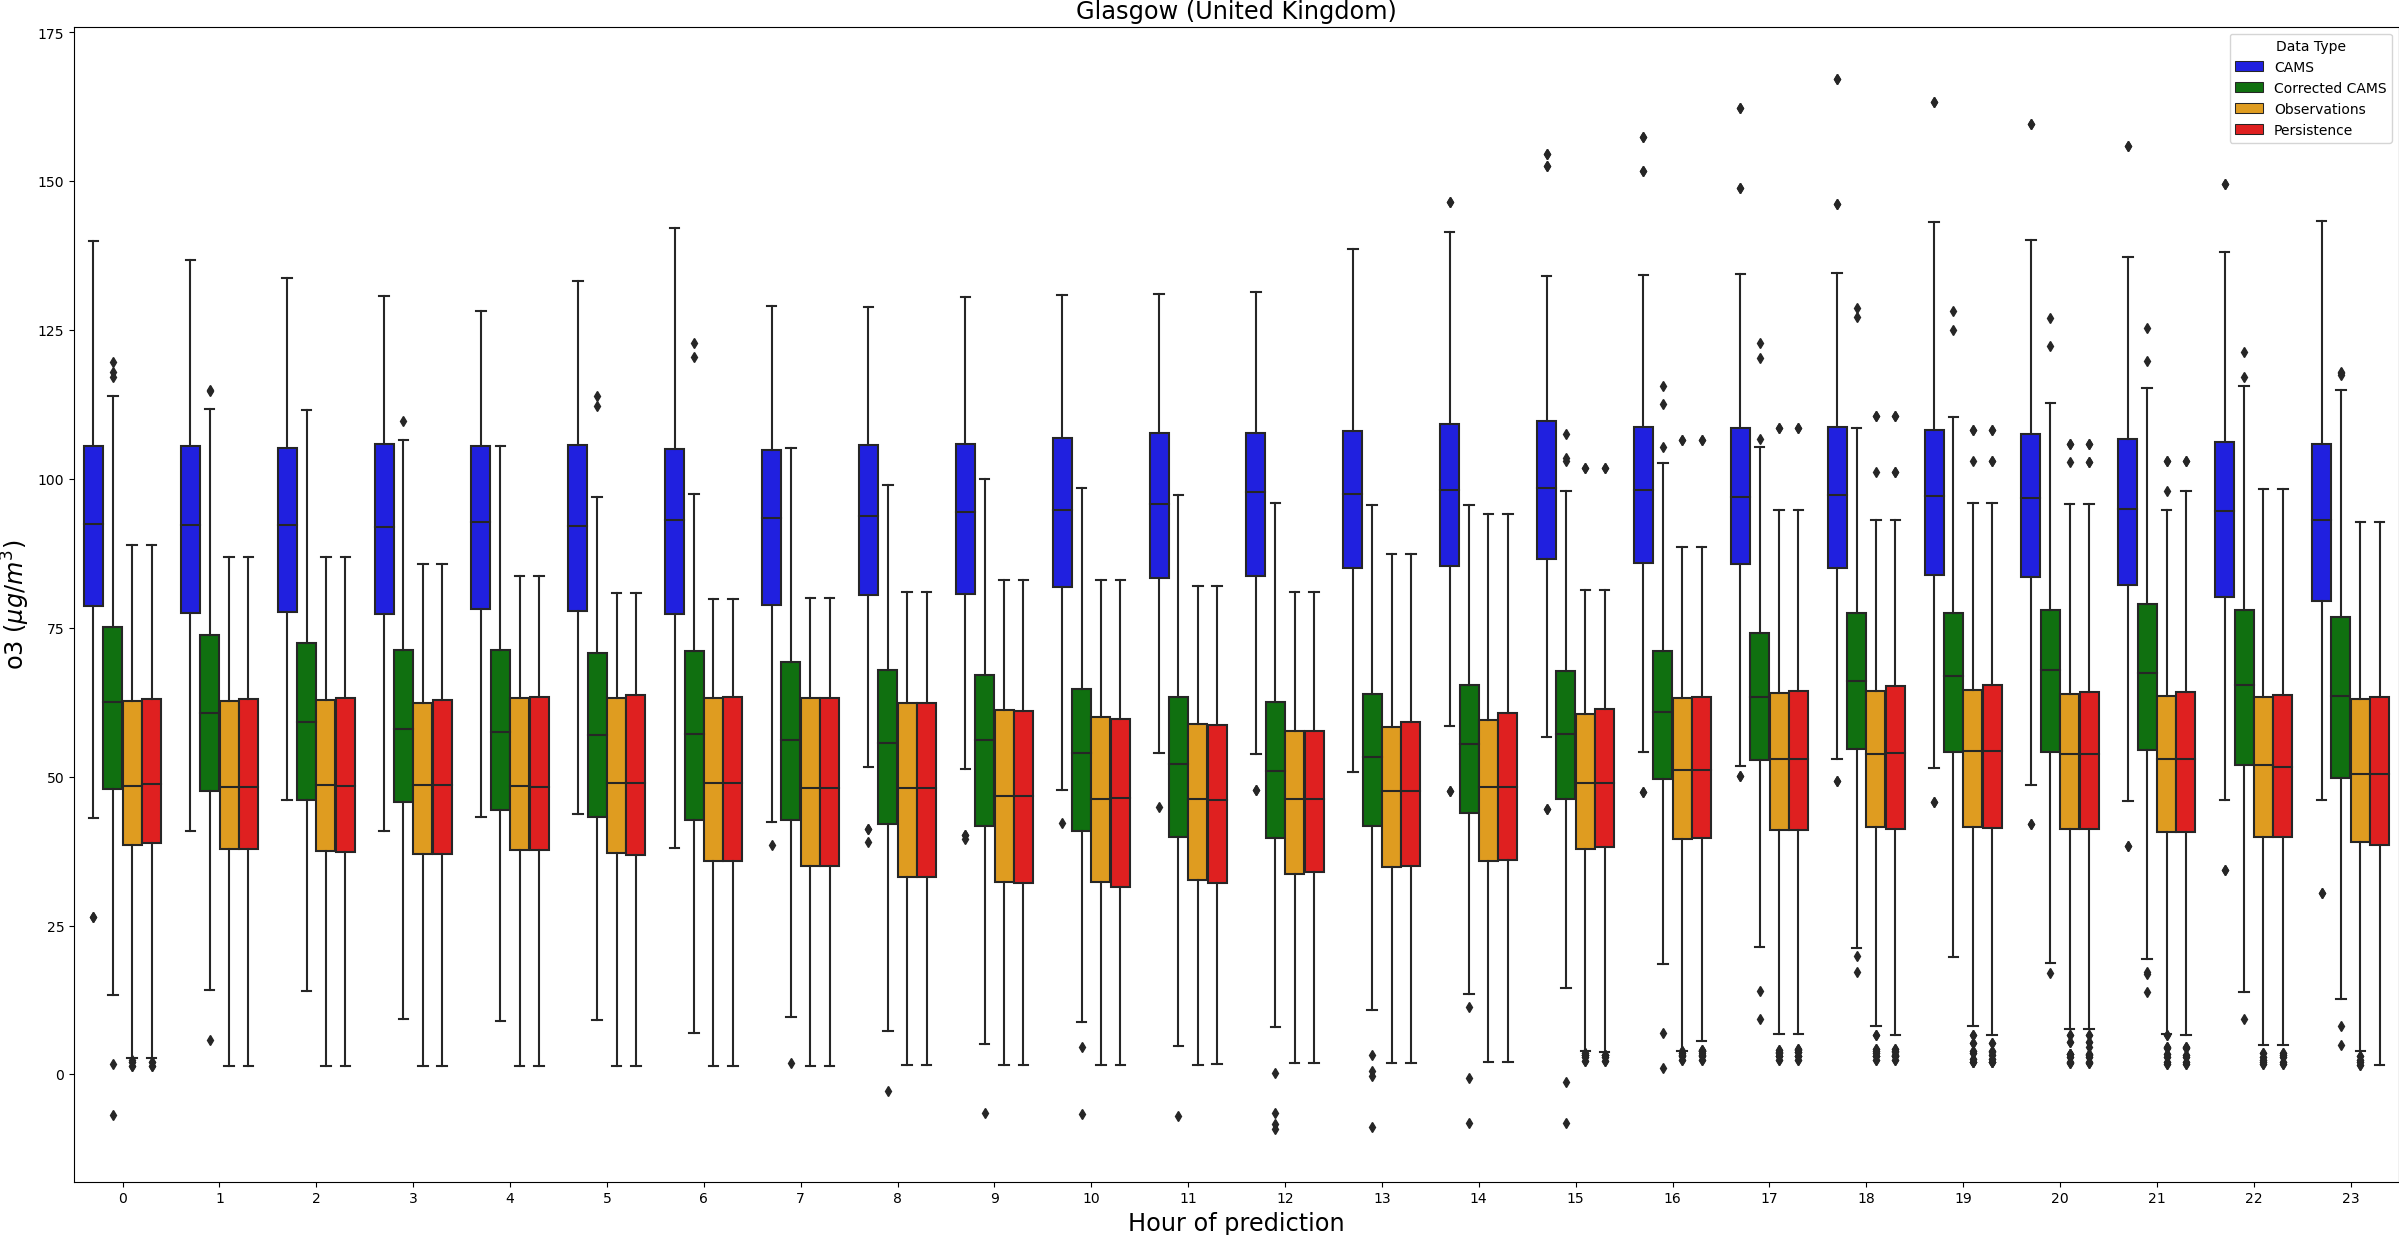 Glasgow (United Kingdom)
175
150
125
100
75
50
25
0
o3 (μg/m³)
Data Type
CAMS
Corrected CAMS
Observations
Persistence
0 1 2 3 4 5 6 7 8 9 10 11 12 13 14 15 16 17 18 19 20 21 22 23
Hour of prediction